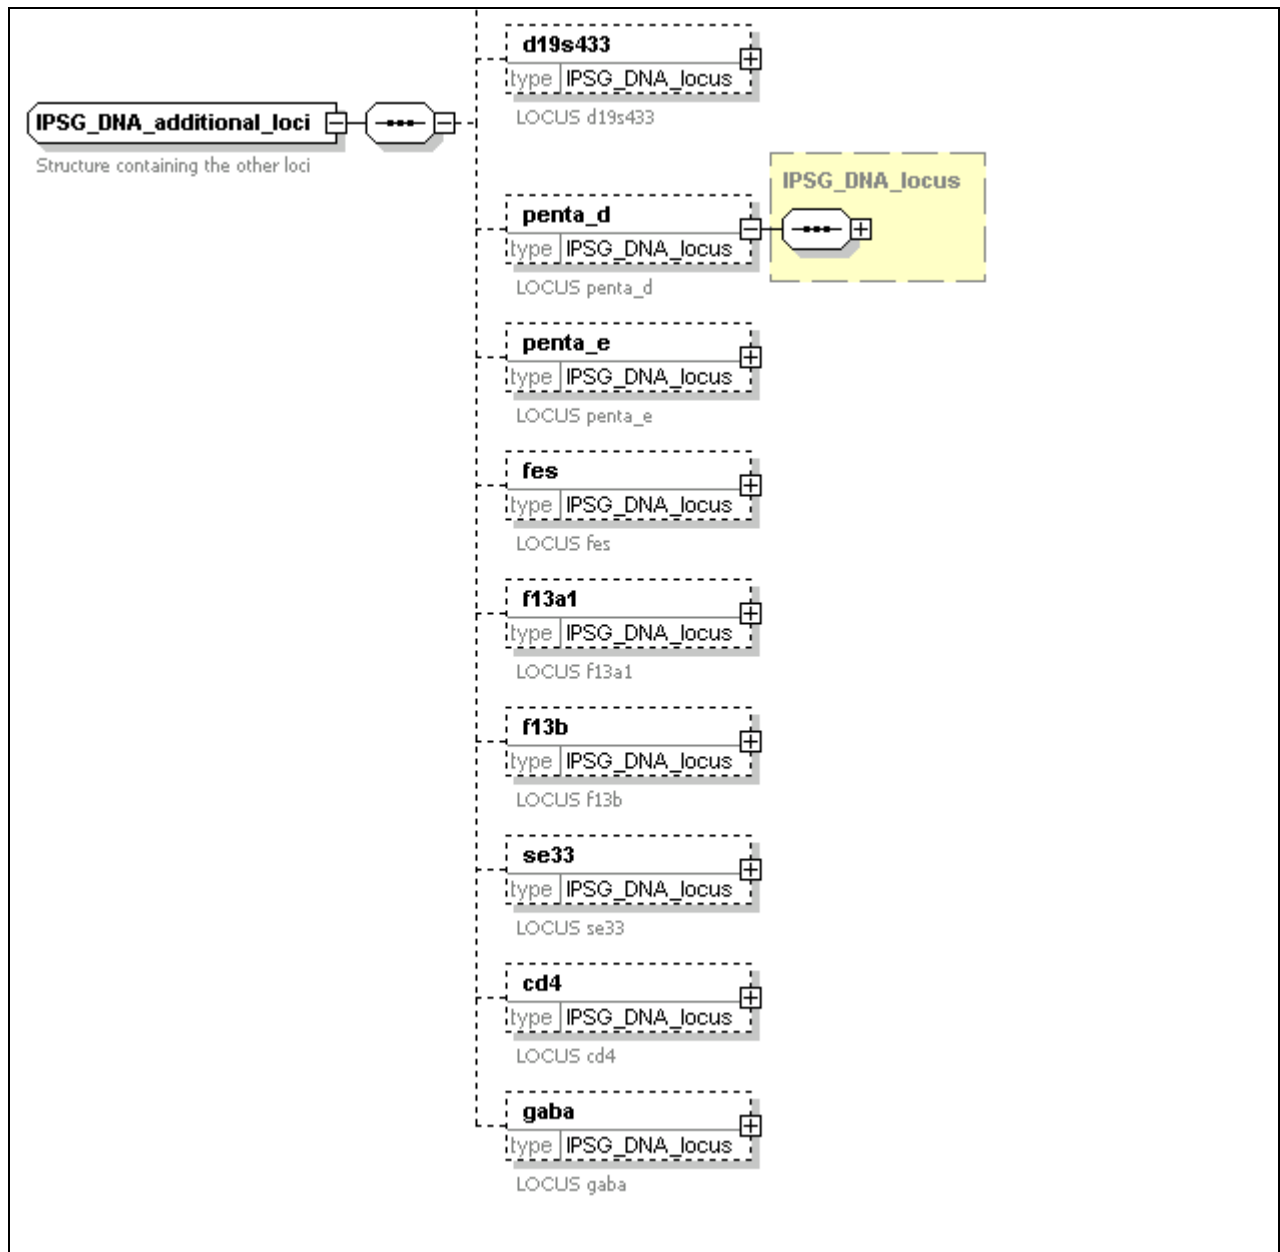 d19s433
type IPSG_DNA_locus
LOCUS d19s433
IPSG_DNA_additional_loci
Structure containing the other loci
IPSG_DNA_locus
penta_d
type IPSG_DNA_locus
LOCUS penta_d
penta_e
type IPSG_DNA_locus
LOCUS penta_e
fes
type IPSG_DNA_locus
LOCUS fes
f13a1
type IPSG_DNA_locus
LOCUS f13a1
f13b
type IPSG_DNA_locus
LOCUS f13b
se33
type IPSG_DNA_locus
LOCUS se33
cd4
type IPSG_DNA_locus
LOCUS cd4
gaba
type IPSG_DNA_locus
LOCUS gaba